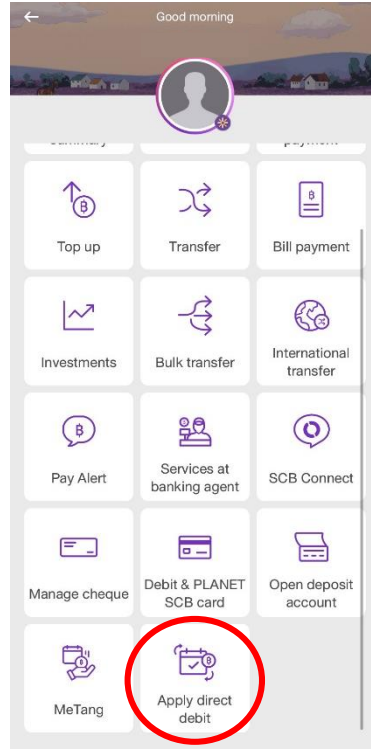 Good morning
Top up
Transfer
Bill payment
Investments
Bulk transfer
International
transfer
Pay Alert
Services at
banking agent
SCB Connect
Manage cheque
Debit & PLANET
SCB card
Open deposit
account
MeTang
Apply direct
debit